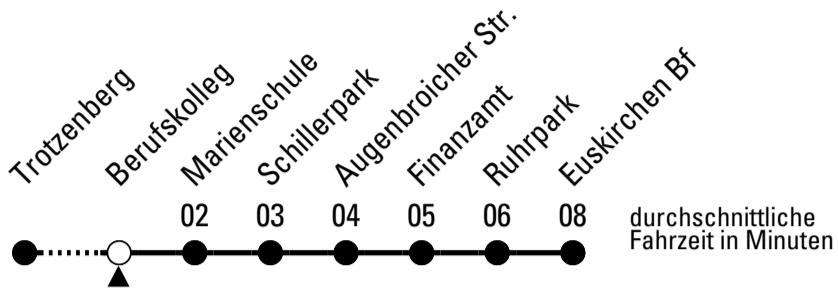 Trotzenberg
Berufskolleg
Marienschule
Schillerpark
Augenbroicher Str.
Finanzamt
Ruhrpark
Euskirchen Bf
02 03 04 05 06 08
durchschnittliche
Fahrzeit in Minuten